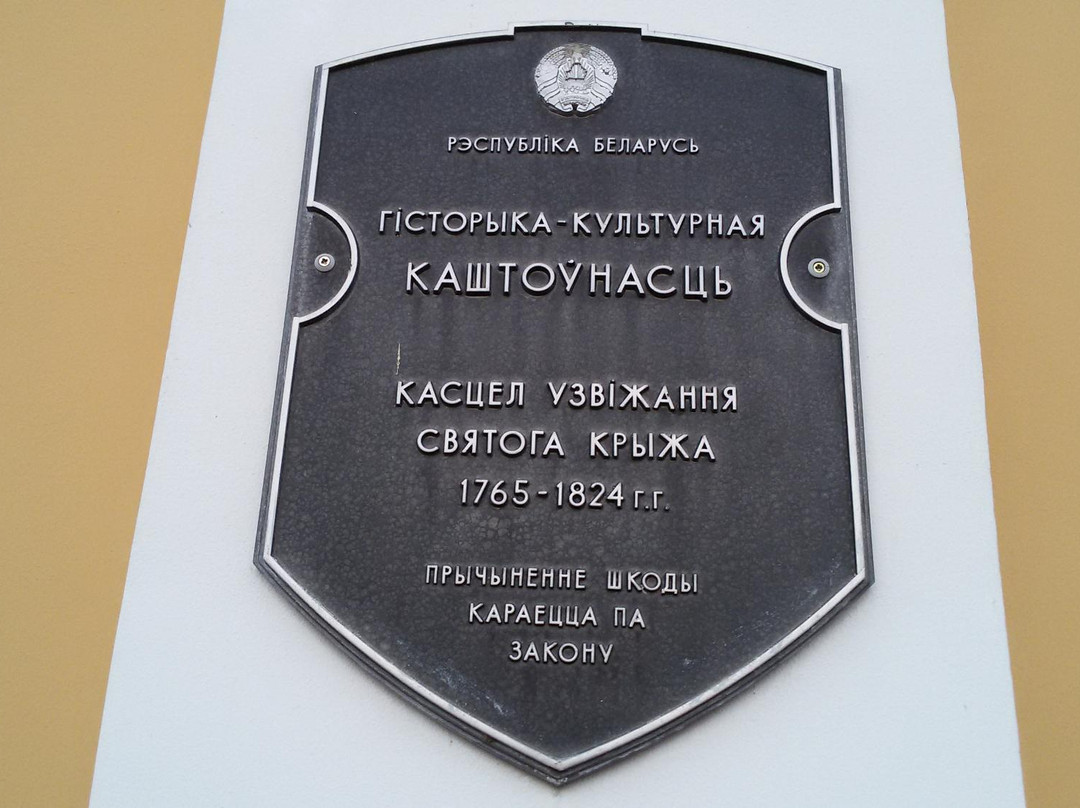 РЭСПУБЛІКА БЕЛАРУСЬ
ГІСТОРЫКА-КУЛЬТУРНАЯ
КАШТОЎНАСЦЬ
КАСЦЕЛ УЗВІЖАННЯ
СВЯТОГА КРЫЖА
1765-1824 г.г.
ПРЫЧЫНЕННЕ ШКОДЫ
КАРАЕЦЦА ПА
ЗАКОНУ